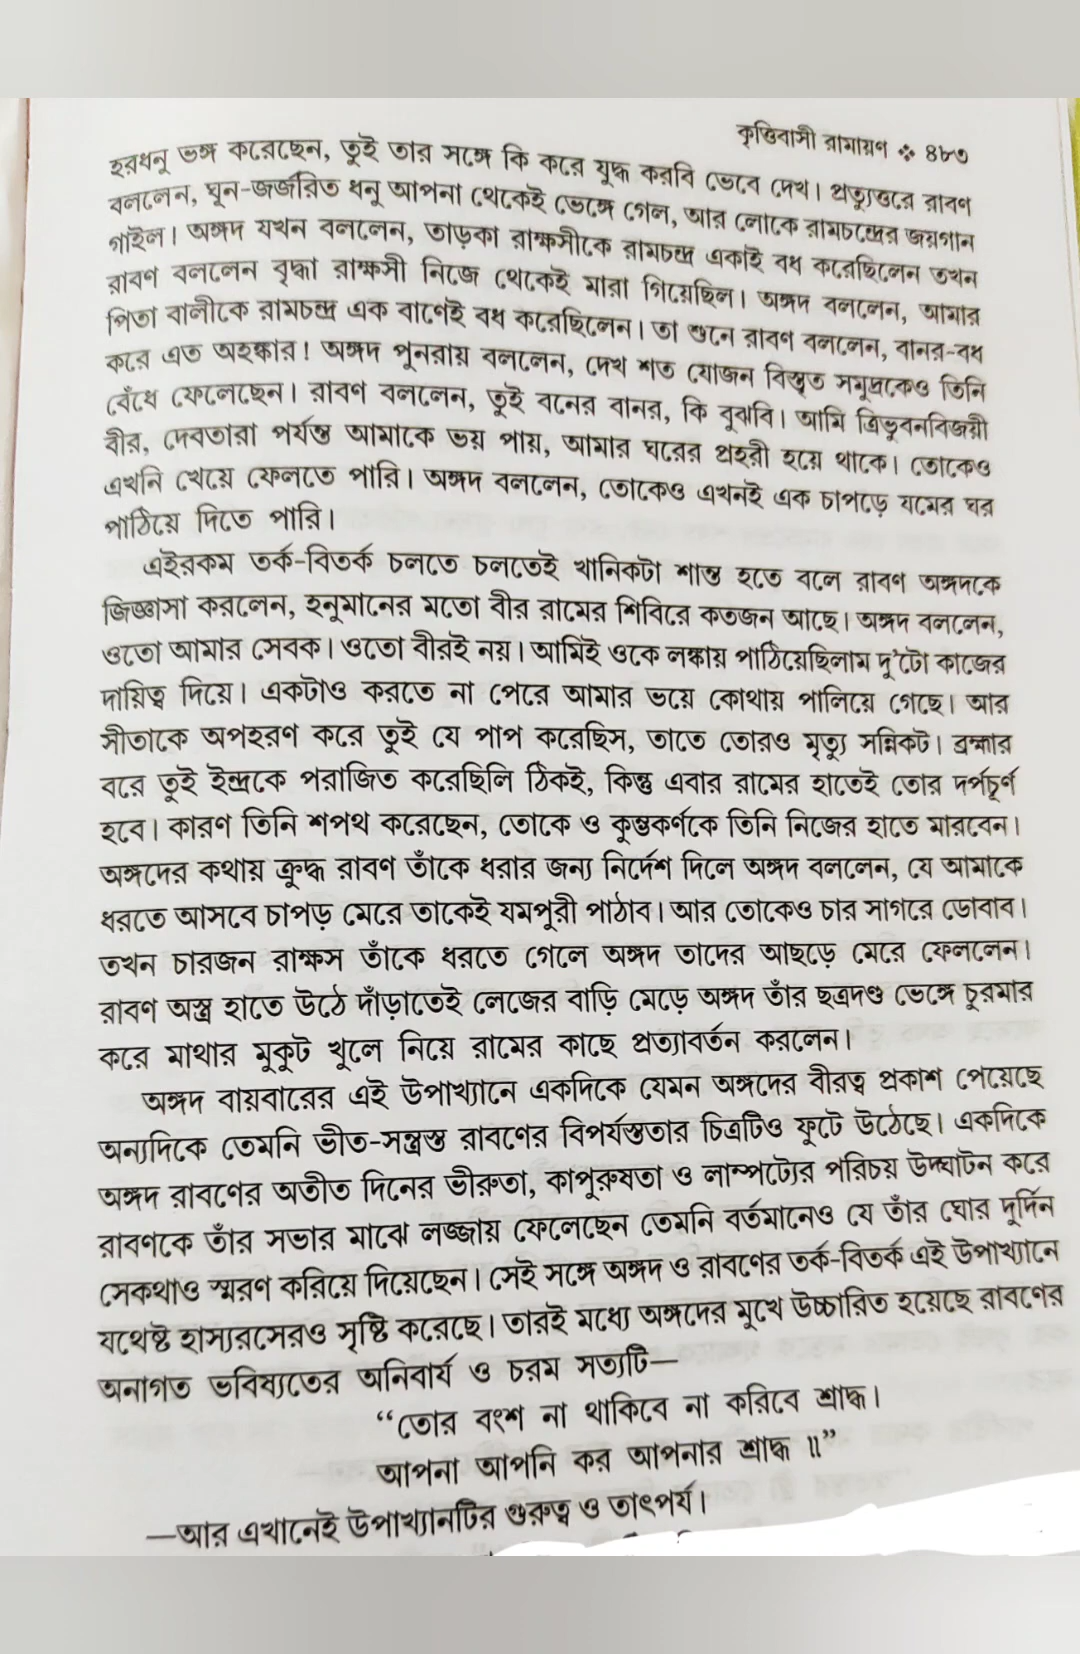 কৃত্তিবাসী রামায়ণ ❖ ৪৮৩
হরধনু ভঙ্গ করেছেন, তুই তার সঙ্গে কি করে যুদ্ধ করবি ভেবে দেখ। প্রত্যুত্তরে রাবণ
বললেন, ঘূন-জর্জরিত ধনু আপনা থেকেই ভেঙ্গে গেল, আর লোকে রামচন্দ্রের জয়গান
গাইল। অঙ্গদ যখন বললেন, তাড়কা রাক্ষসীকে রামচন্দ্র একাই বধ করেছিলেন তখন
রাবণ বললেন বৃদ্ধা রাক্ষসী নিজে থেকেই মারা গিয়েছিল। অঙ্গদ বললেন, আমার
পিতা বালীকে রামচন্দ্র এক বাণেই বধ করেছিলেন। তা শুনে রাবণ বললেন, বানর-বধ
করে এত অহঙ্কার! অঙ্গদ পুনরায় বললেন, দেখ শত যোজন বিস্তৃত সমুদ্রকেও তিনি
বেঁধে ফেলেছেন। রাবণ বললেন, তুই বনের বানর, কি বুঝবি। আমি ত্রিভুবনবিজয়ী
বীর, দেবতারা পর্যন্ত আমাকে ভয় পায়, আমার ঘরের প্রহরী হয়ে থাকে। তোকেও
এখনি খেয়ে ফেলতে পারি। অঙ্গদ বললেন, তোকেও এখনই এক চাপড়ে যমের ঘর
পাঠিয়ে দিতে পারি।
এইরকম তর্ক-বিতর্ক চলতে চলতেই খানিকটা শান্ত হতে বলে রাবণ অঙ্গদকে
জিজ্ঞাসা করলেন, হনুমানের মতো বীর রামের শিবিরে কতজন আছে। অঙ্গদ বললেন,
ওতো আমার সেবক। ওতো বীরই নয়। আমিই ওকে লঙ্কায় পাঠিয়েছিলাম দু'টো কাজের
দায়িত্ব দিয়ে। একটাও করতে না পেরে আমার ভয়ে কোথায় পালিয়ে গেছে। আর
সীতাকে অপহরণ করে তুই যে পাপ করেছিস, তাতে তোরও মৃত্যু সন্নিকট। ব্রহ্মার
বরে তুই ইন্দ্রকে পরাজিত করেছিলি ঠিকই, কিন্তু এবার রামের হাতেই তোর দর্পচূর্ণ
হবে। কারণ তিনি শপথ করেছেন, তোকে ও কুম্ভকর্ণকে তিনি নিজের হাতে মারবেন।
অঙ্গদের কথায় ক্রুদ্ধ রাবণ তাঁকে ধরার জন্য নির্দেশ দিলে অঙ্গদ বললেন, যে আমাকে
ধরতে আসবে চাপড় মেরে তাকেই যমপুরী পাঠাব। আর তোকেও চার সাগরে ডোবাব।
তখন চারজন রাক্ষস তাঁকে ধরতে গেলে অঙ্গদ তাদের আছড়ে মেরে ফেললেন।
রাবণ অস্ত্র হাতে উঠে দাঁড়াতেই লেজের বাড়ি মেড়ে অঙ্গদ তাঁর ছত্রদণ্ড ভেঙ্গে চুরমার
করে মাথার মুকুট খুলে নিয়ে রামের কাছে প্রত্যাবর্তন করলেন।
অঙ্গদ রায়বারের এই উপাখ্যানে একদিকে যেমন অঙ্গদের বীরত্ব প্রকাশ পেয়েছে
অন্যদিকে তেমনি ভীত-সন্ত্রস্ত রাবণের বিপর্যস্ততার চিত্রটিও ফুটে উঠেছে। একদিকে
অঙ্গদ রাবণের অতীত দিনের ভীরুতা, কাপুরুষতা ও লাম্পট্যের পরিচয় উদ্ঘাটন করে
রাবণকে তাঁর সভার মাঝে লজ্জায় ফেলেছেন তেমনি বর্তমানেও যে তাঁর ঘোর দুর্দিন
সেকথাও স্মরণ করিয়ে দিয়েছেন। সেই সঙ্গে অঙ্গদ ও রাবণের তর্ক-বিতর্ক এই উপাখ্যানে
যথেষ্ট হাস্যরসেরও সৃষ্টি করেছে। তারই মধ্যে অঙ্গদের মুখে উচ্চারিত হয়েছে রাবণের
অনাগত ভবিষ্যতের অনিবার্য ও চরম সত্যটি—
“তোর বংশ না থাকিবে না করিবে শ্রাদ্ধ।
আপনা আপনি কর আপনার শ্রাদ্ধ ॥”
—আর এখানেই উপাখ্যানটির গুরুত্ব ও তাৎপর্য।